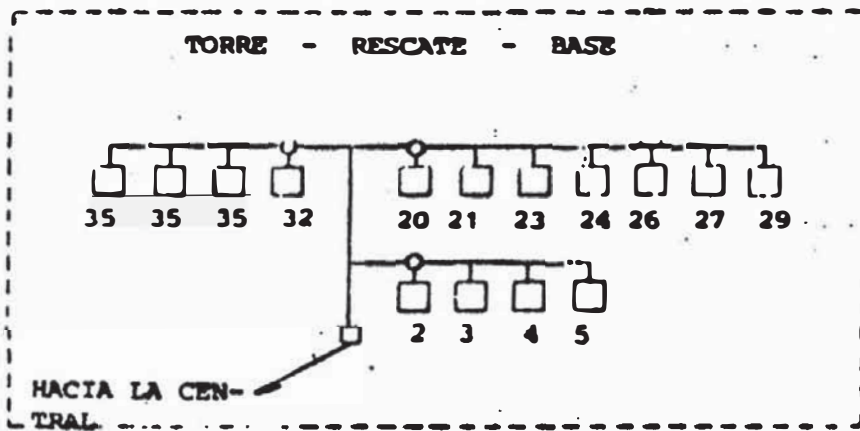 TORRE - RESCATE - BASE
35 35 35 32 20 21 23 24 26 27 29
2 3 4 5
HACIA LA CEN-
TRAL